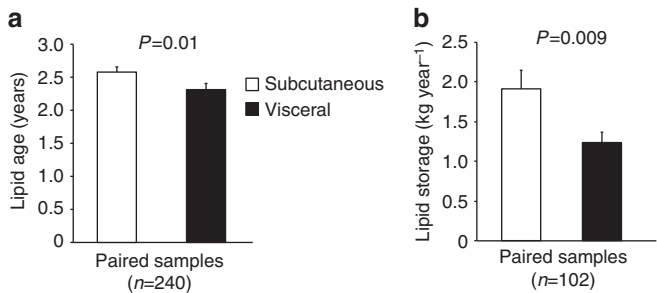 a
P=0.01
Lipid age (years)
3.0
2.5
2.0
1.5
1.0
0.5
0
Paired samples
(n=240)
Subcutaneous
Visceral
b
P=0.009
Lipid storage (kg year⁻¹)
2.5
2.0
1.5
1.0
0.5
0
Paired samples
(n=102)